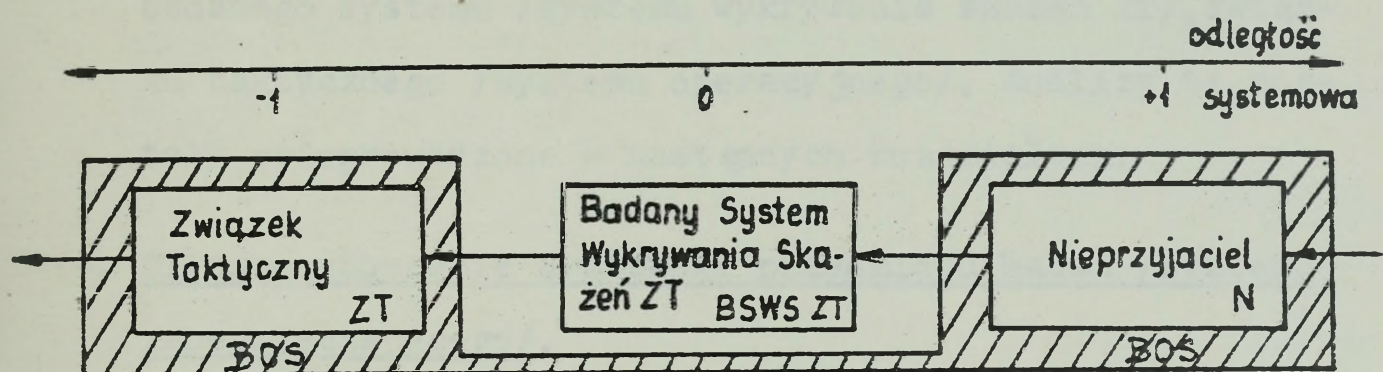 odległość
-1 0 +1 systemowa
Związek
Taktyczny
ZT
Badany System
Wykrywania Ska-
żeń ZT BSWS ZT
Nieprzyjaciel
N
BOS BOS